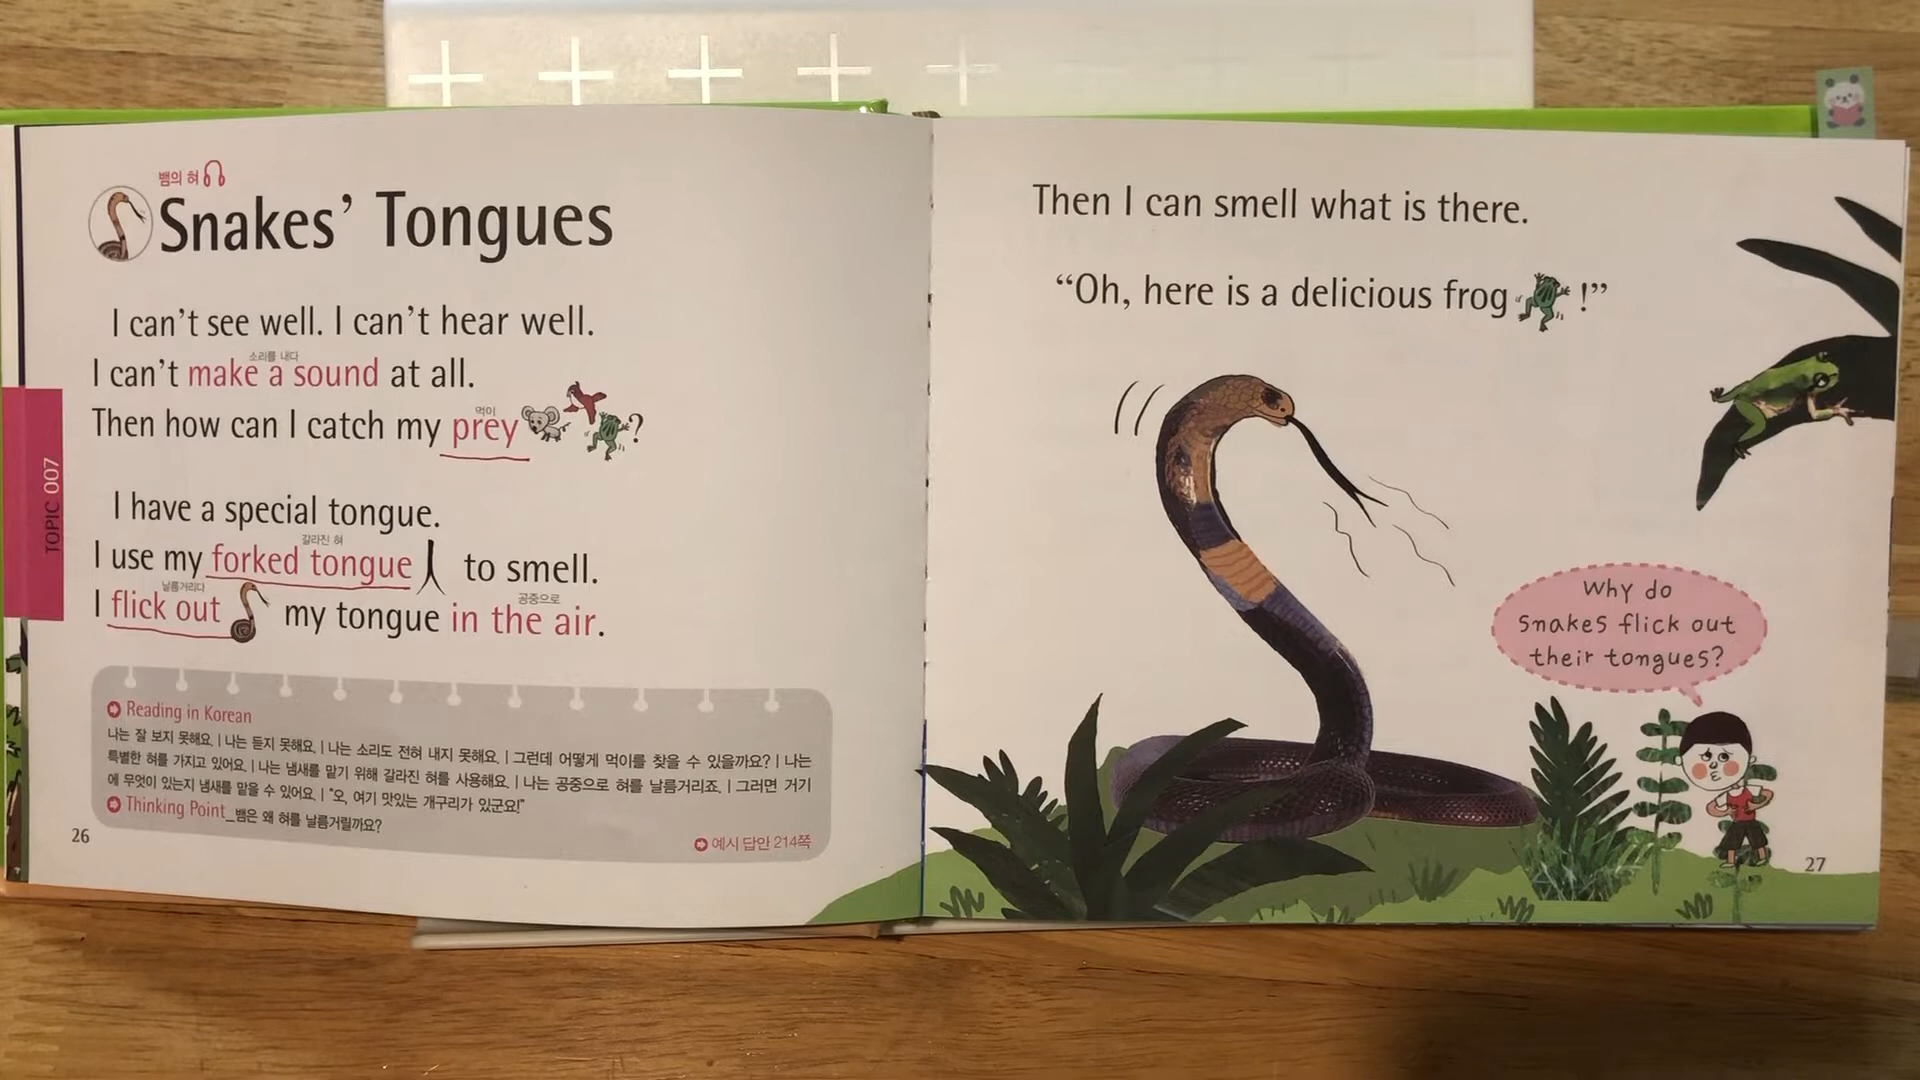 뱀의 혀
Snakes’ Tongues
I can’t see well. I can’t hear well.
소리를 내다
I can’t make a sound at all.
먹이
Then how can I catch my prey ?
I have a special tongue.
갈라진 혀
I use my forked tongue to smell.
날름거리다 공중으로
I flick out my tongue in the air.
TOPIC 007
Reading in Korean
나는 잘 보지 못해요. | 나는 듣지 못해요. | 나는 소리도 전혀 내지 못해요. | 그런데 어떻게 먹이를 찾을 수 있을까요? | 나는
특별한 혀를 가지고 있어요. | 나는 냄새를 맡기 위해 갈라진 혀를 사용해요. | 나는 공중으로 혀를 날름거리죠. | 그러면 거기
에 무엇이 있는지 냄새를 맡을 수 있어요. | “오, 여기 맛있는 개구리가 있군요!”
Thinking Point_뱀은 왜 혀를 날름거릴까요?
예시 답안 214쪽
26
Then I can smell what is there.
“Oh, here is a delicious frog !”
Why do
snakes flick out
their tongues?
27